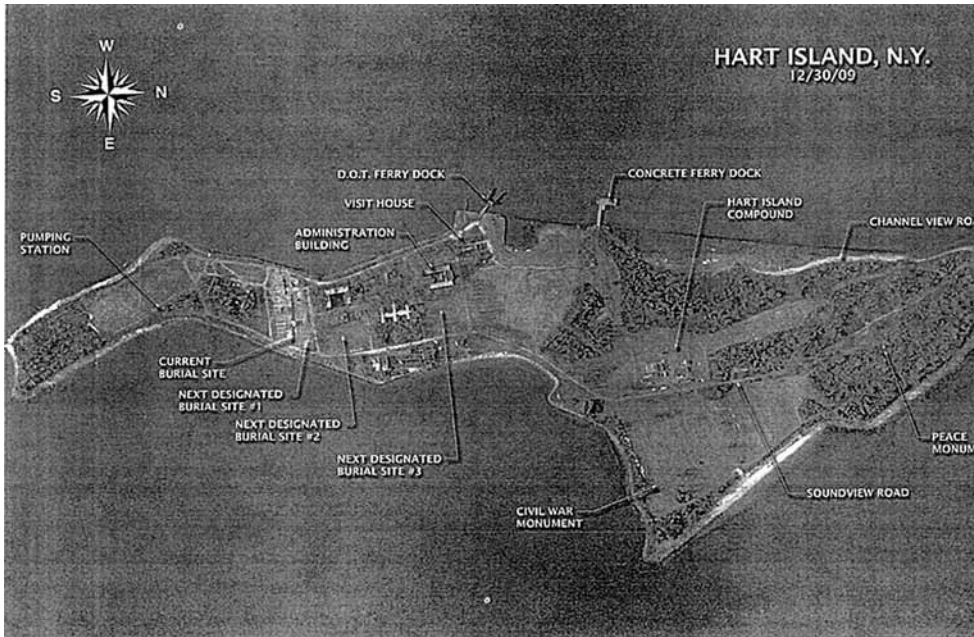 W
S
N
E
HART ISLAND, N.Y.
12/30/09
D.O.T. FERRY DOCK
VISIT HOUSE
ADMINISTRATION
BUILDING
PUMPING
STATION
CONCRETE FERRY DOCK
HART ISLAND
COMPOUND
CHANNEL VIEW RO
CURRENT
BURIAL SITE
NEXT DESIGNATED
BURIAL SITE #1
NEXT DESIGNATED
BURIAL SITE #2
NEXT DESIGNATED
BURIAL SITE #3
CIVIL WAR
MONUMENT
SOUNDVIEW ROAD
PEACE
MONUM